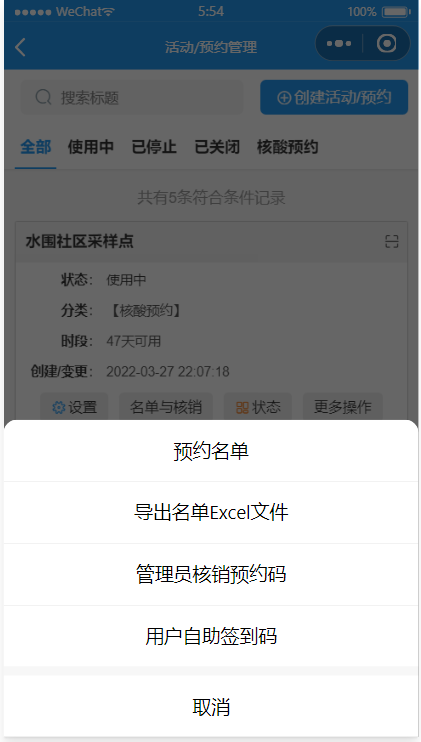 WeChat 5:54 100%
活动/预约管理
搜索标题 创建活动/预约
全部 使用中 已停止 已关闭 核酸预约
共有5条符合条件记录
水围社区采样点
状态: 使用中
分类: 【核酸预约】
时段: 47天可用
创建/变更: 2022-03-27 22:07:18
设置 名单与核销 状态 更多操作
预约名单
导出名单Excel文件
管理员核销预约码
用户自助签到码
取消